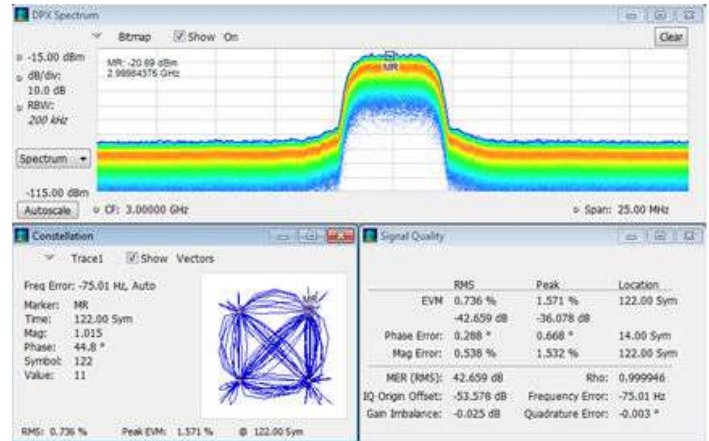 DPX Spectrum
Bitmap Show On Clear
-15.00 dBm
MR: -20.69 dBm
2.99984376 GHz
MR
dB/div:
10.0 dB
RBW:
200 kHz
Spectrum
-115.00 dBm
Autoscale CF: 3.00000 GHz Span: 25.00 MHz
Constellation
Trace1 Show Vectors
Freq Error: -75.01 Hz, Auto
Marker: MR
Time: 122.00 Sym
Mag: 1.015
Phase: 44.8 °
Symbol: 122
Value: 11
MR
RMS: 0.736 % Peak EVM: 1.571 % @ 122.00 Sym
Signal Quality
RMS Peak Location
EVM 0.736 % 1.571 % 122.00 Sym
-42.659 dB -36.078 dB
Phase Error: 0.288 ° 0.668 ° 14.00 Sym
Mag Error: 0.538 % 1.532 % 122.00 Sym
MER (RMS): 42.659 dB Rho: 0.999946
IQ Origin Offset: -53.578 dB Frequency Error: -75.01 Hz
Gain Imbalance: -0.025 dB Quadrature Error: -0.003 °